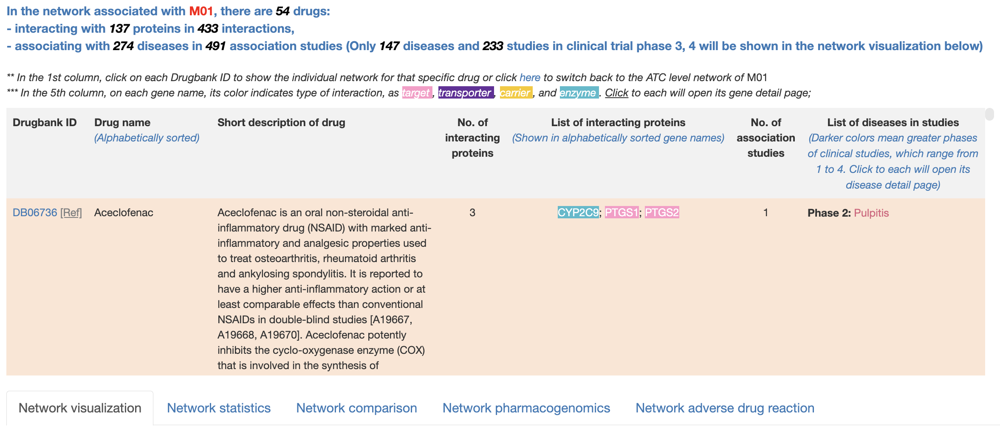 In the network associated with M01, there are 54 drugs:
- interacting with 137 proteins in 433 interactions,
- associating with 274 diseases in 491 association studies (Only 147 diseases and 233 studies in clinical trial phase 3, 4 will be shown in the network visualization below)
** In the 1st column, click on each Drugbank ID to show the individual network for that specific drug or click here to switch back to the ATC level network of M01
*** In the 5th column, on each gene name, its color indicates type of interaction, as target , transporter , carrier , and enzyme . Click to each will open its gene detail page;
Drugbank ID
Drug name
(Alphabetically sorted)
Short description of drug
No. of
interacting
proteins
List of interacting proteins
(Shown in alphabetically sorted gene names)
No. of
association
studies
List of diseases in studies
(Darker colors mean greater phases
of clinical studies, which range from
1 to 4. Click to each will open its
disease detail page)
DB06736 [Ref]
Aceclofenac
Aceclofenac is an oral non-steroidal anti-
inflammatory drug (NSAID) with marked anti-
inflammatory and analgesic properties used
to treat osteoarthritis, rheumatoid arthritis
and ankylosing spondylitis. It is reported to
have a higher anti-inflammatory action or at
least comparable effects than conventional
NSAIDs in double-blind studies [A19667,
A19668, A19670]. Aceclofenac potently
inhibits the cyclo-oxygenase enzyme (COX)
that is involved in the synthesis of
3
CYP2C9; PTGS1; PTGS2
1
Phase 2: Pulpitis
Network visualization
Network statistics
Network comparison
Network pharmacogenomics
Network adverse drug reaction